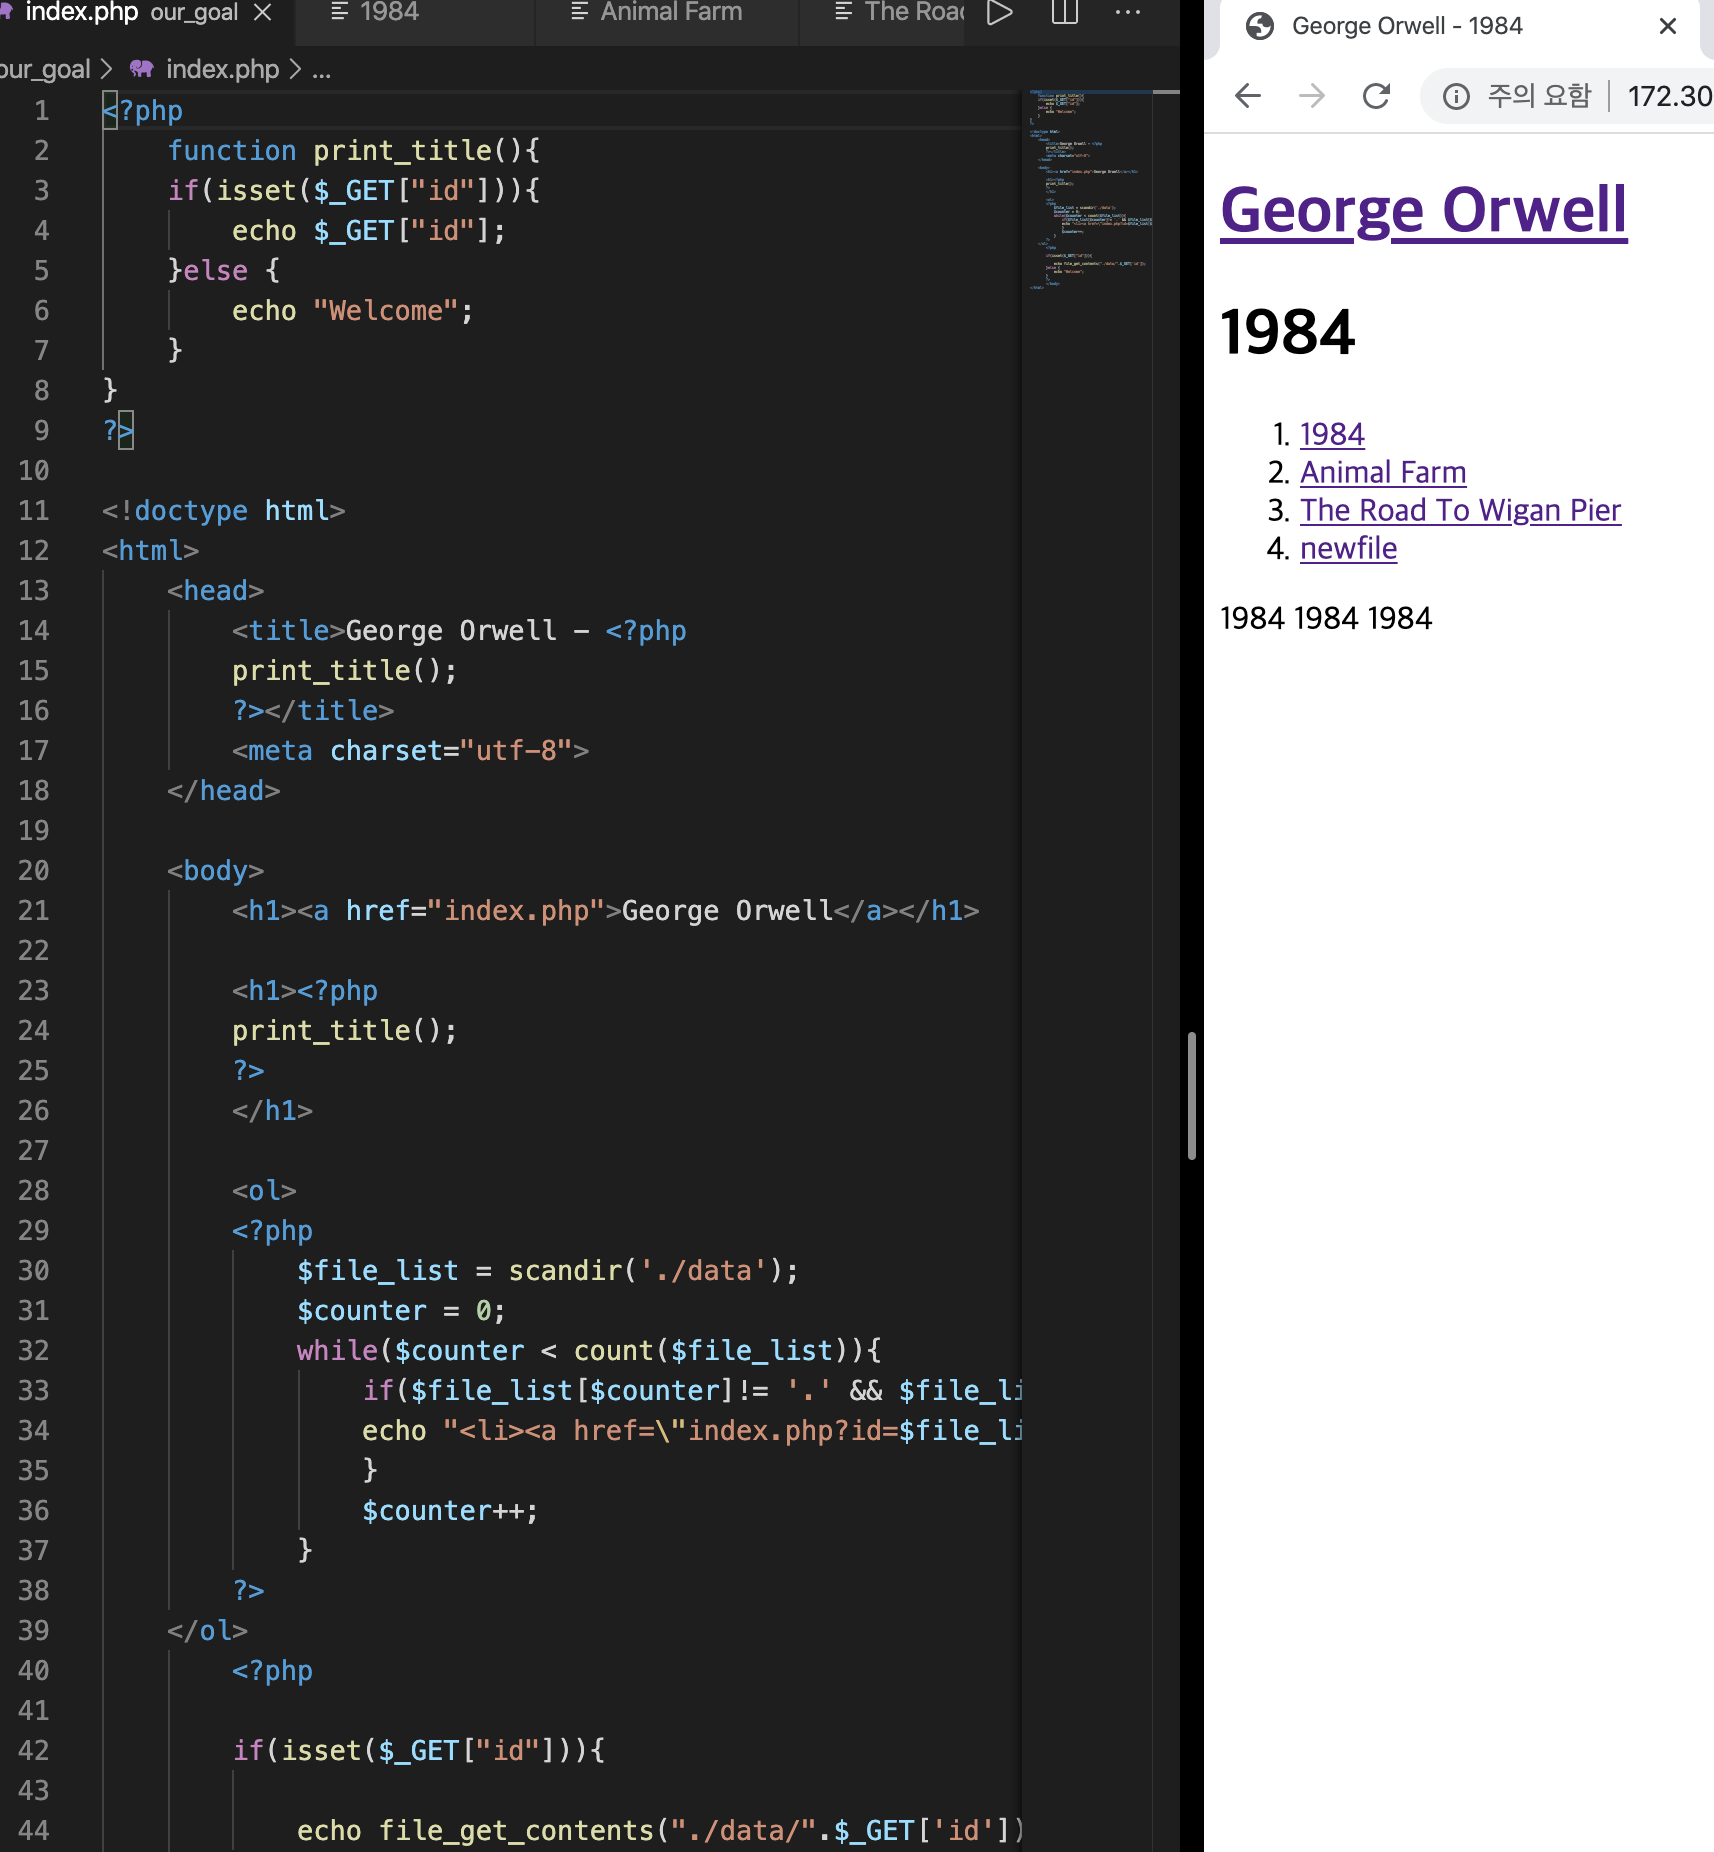 index.php our_goal
1984
Animal Farm
The Road
our_goal > index.php > ...
1 <?php
2 function print_title(){
3 if(isset($_GET["id"])){
4 echo $_GET["id"];
5 }else {
6 echo "Welcome";
7 }
8 }
9 ?>
10
11 <!doctype html>
12 <html>
13 <head>
14 <title>George Orwell - <?php
15 print_title();
16 ?></title>
17 <meta charset="utf-8">
18 </head>
19
20 <body>
21 <h1><a href="index.php">George Orwell</a></h1>
22
23 <h1><?php
24 print_title();
25 ?>
26 </h1>
27
28 <ol>
29 <?php
30 $file_list = scandir('./data');
31 $counter = 0;
32 while($counter < count($file_list)){
33 if($file_list[$counter]!= '.' && $file_li
34 echo "<li><a href=\"index.php?id=$file_li
35 }
36 $counter++;
37 }
38 ?>
39 </ol>
40 <?php
41
42 if(isset($_GET["id"])){
43
44 echo file_get_contents("./data/".$_GET['id'])
George Orwell - 1984
주의 요함 172.30
George Orwell
1984
1. 1984
2. Animal Farm
3. The Road To Wigan Pier
4. newfile
1984 1984 1984